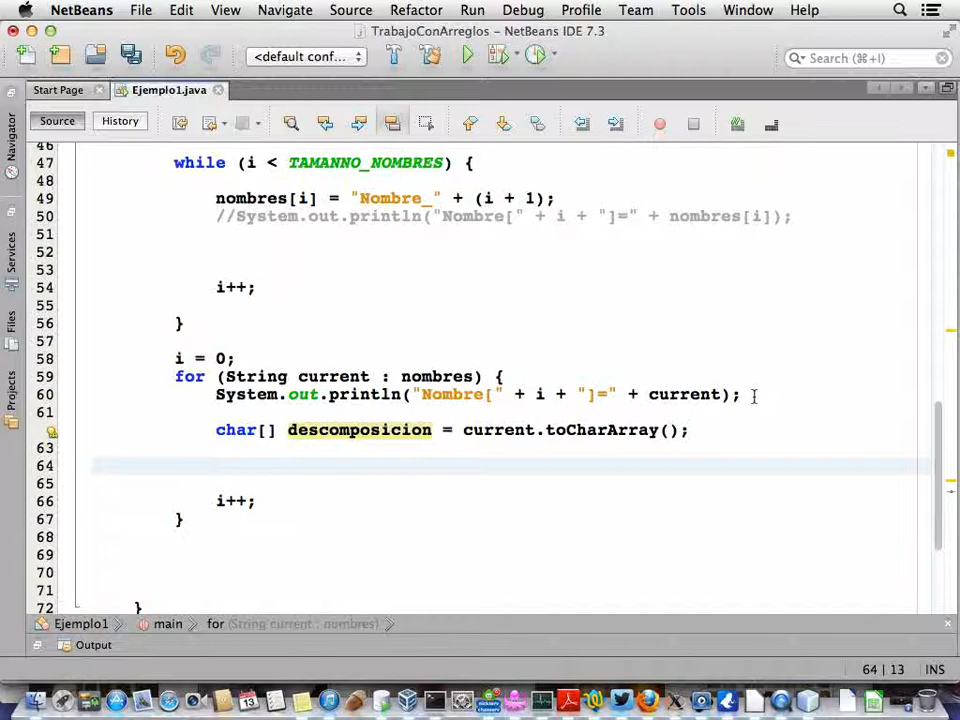 NetBeans File Edit View Navigate Source Refactor Run Debug Profile Team Tools Window Help
TrabajoConArreglos - NetBeans IDE 7.3
<default conf...
Search (⌘+I)
Start Page Ejemplo1.java
Source History
Navigator
Services
Files
Projects
46
47 while (i < TAMANNO_NOMBRES) {
48
49 nombres[i] = "Nombre_" + (i + 1);
50 //System.out.println("Nombre[" + i + "]=" + nombres[i]);
51
52
53
54 i++;
55
56 }
57
58 i = 0;
59 for (String current : nombres) {
60 System.out.println("Nombre[" + i + "]=" + current);
61
char[] descomposicion = current.toCharArray();
63
64
65
66 i++;
67 }
68
69
70
71
72 }
Ejemplo1 main for (String current : nombres)
Output
64 | 13 INS